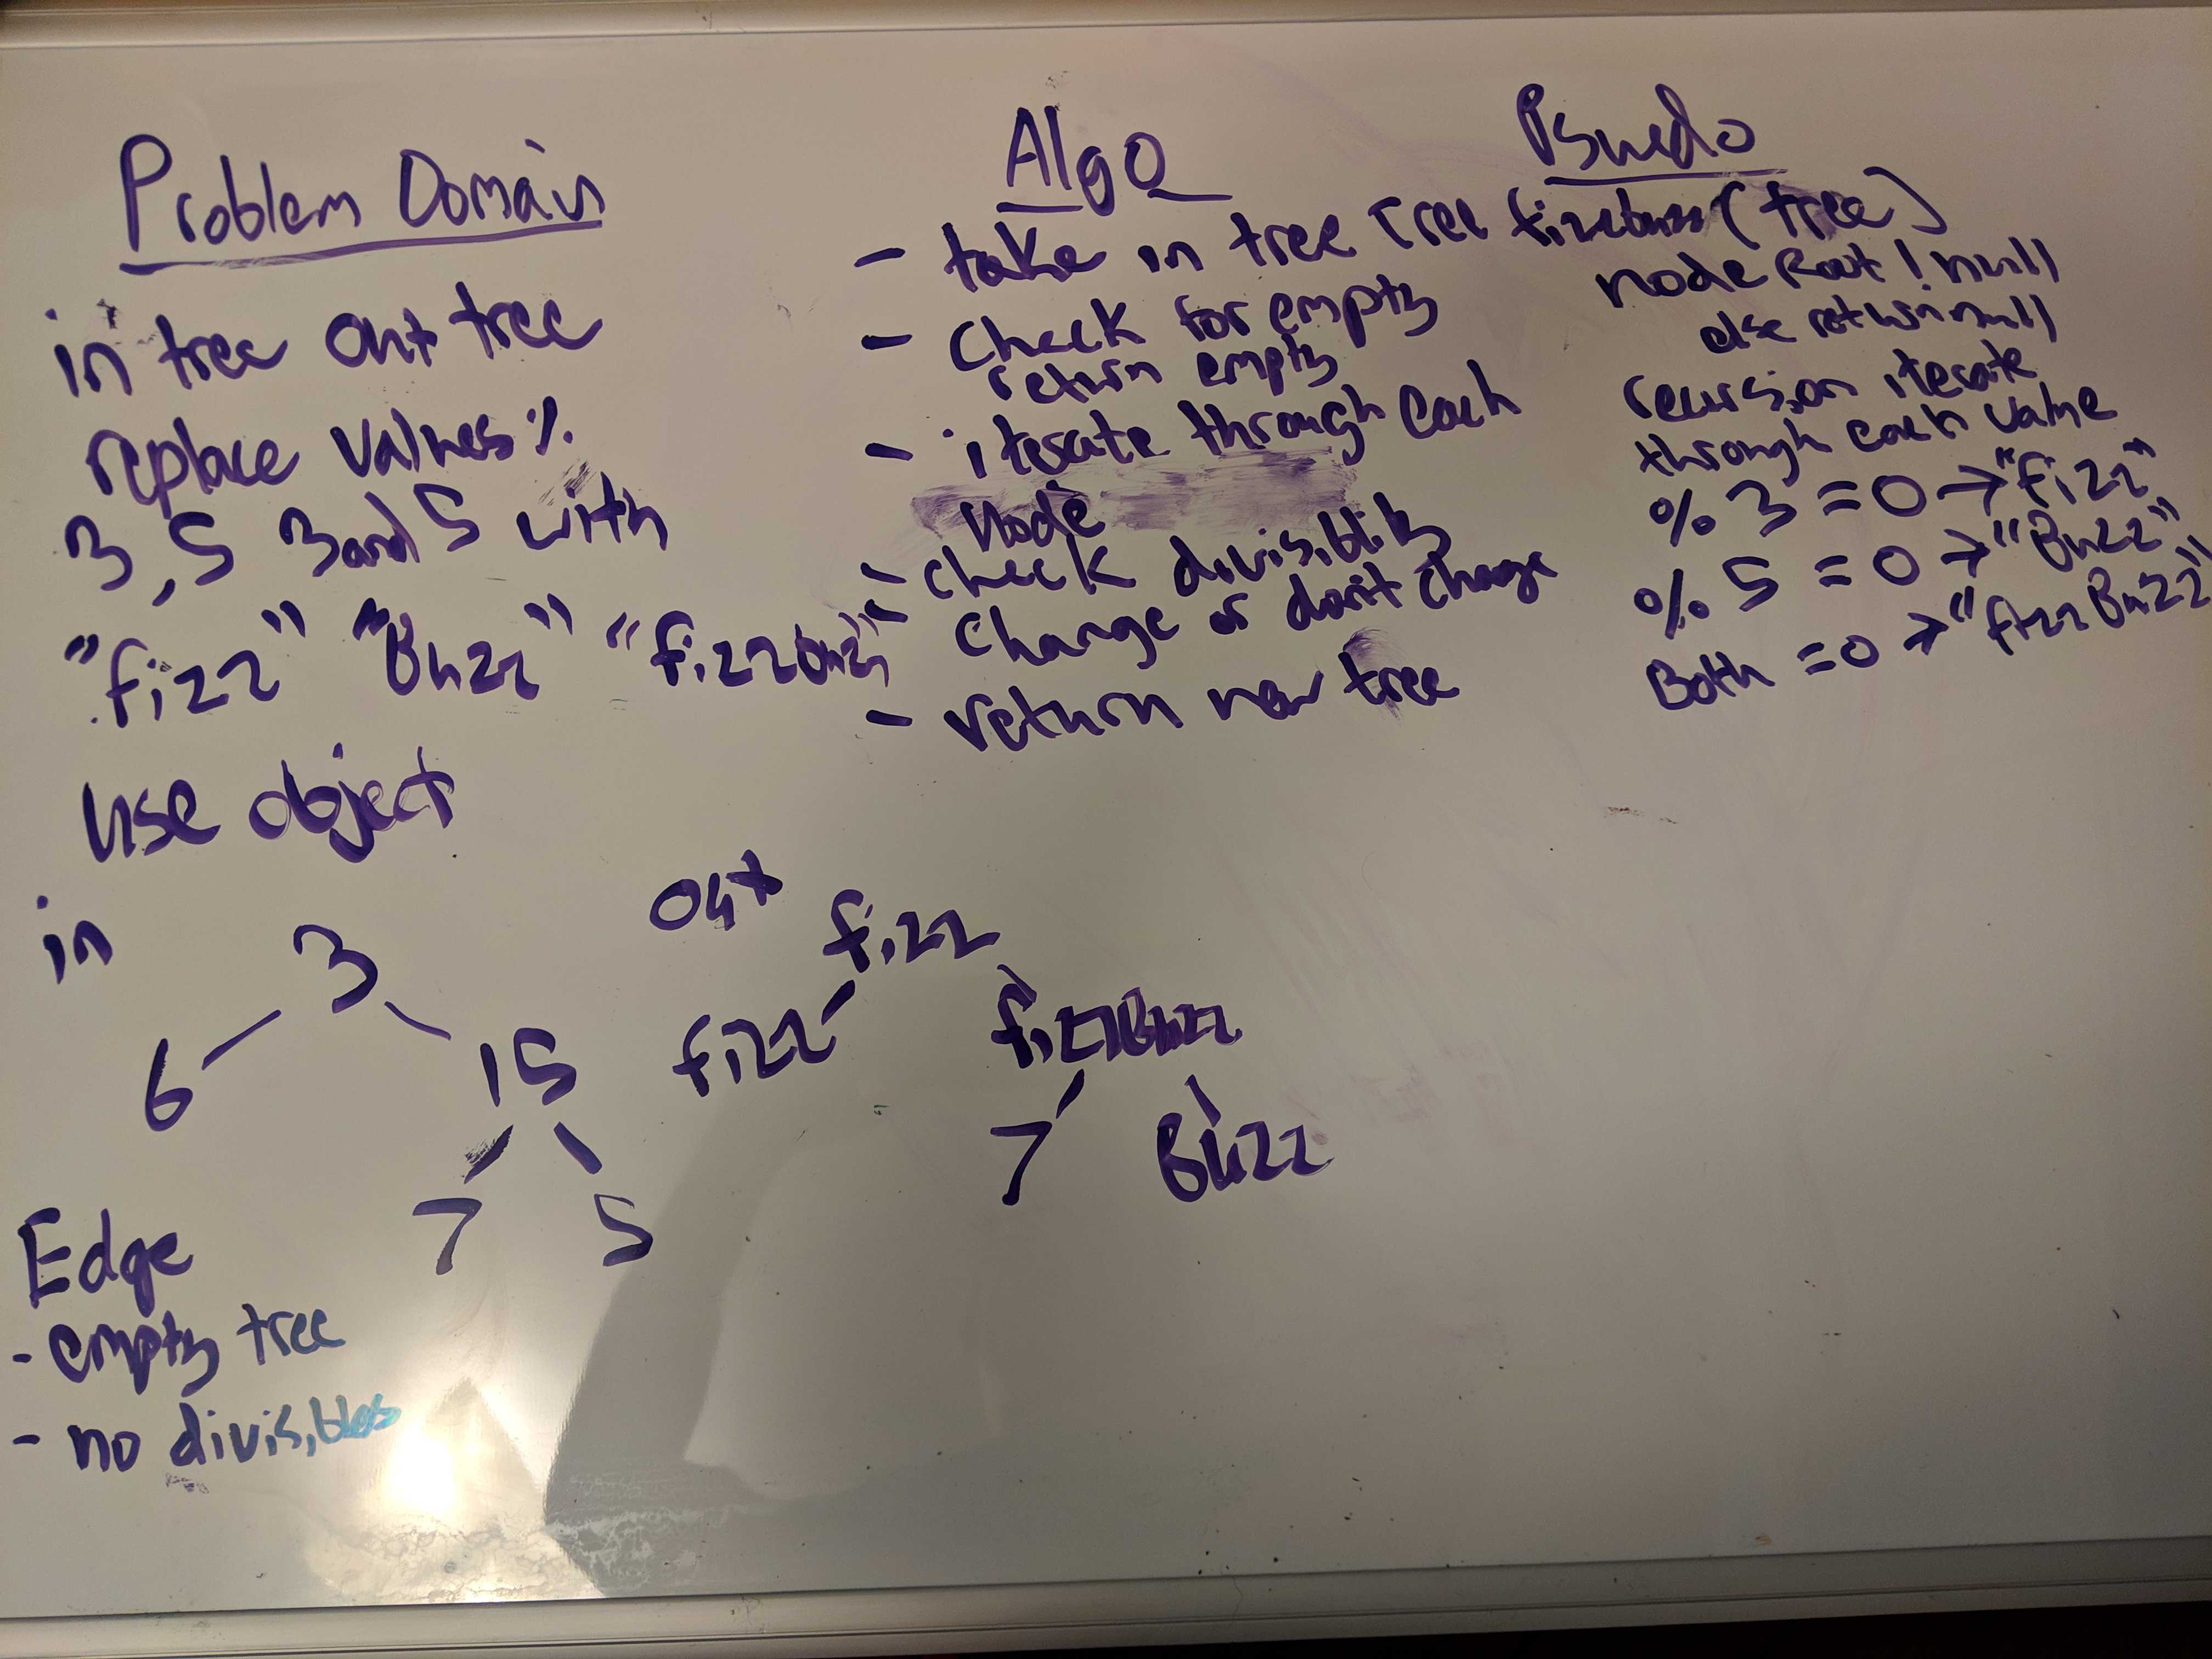 Problem Domain
in tree out tree
replace values %
3, 5 3 and 5 with
"fizz" "Buzz" "fizzbuzz"
use object
in
3
6 15
7 5
out
fizz
fizz fizzBuzz
7 Buzz
Edge
- empty tree
- no divisibles
Algo
- take in tree
- Check for empty
return empty
- iterate through each
Node
- check divisiblity
- Change or don't change
- return new tree
Psuedo
Tree fizzbuzz (tree)
node Root ! null
else return null
recursion iterate
through each value
% 3 = 0 → "fizz"
% 5 = 0 → "Buzz"
Both = 0 → "fizzBuzz"